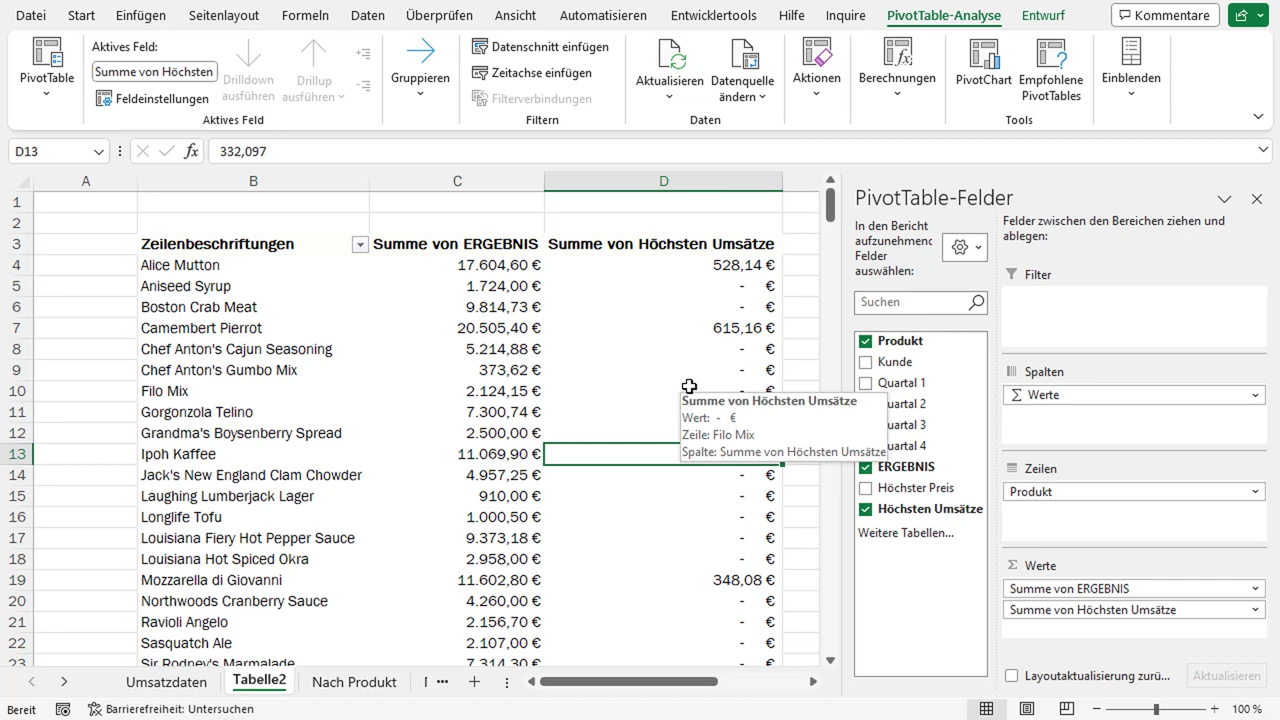 Datei Start Einfügen Seitenlayout Formeln Daten Überprüfen Ansicht Automatisieren Entwicklertools Hilfe Inquire PivotTable-Analyse Entwurf Kommentare
PivotTable
Aktives Feld:
Summe von Höchsten
Feldeinstellungen
Drilldown ausführen
Drillup ausführen
Aktives Feld
Gruppieren
Datenschnitt einfügen
Zeitachse einfügen
Filterverbindungen
Filtern
Aktualisieren
Datenquelle ändern
Daten
Aktionen
Berechnungen
PivotChart
Empfohlene PivotTables
Tools
Einblenden
D13 fx 332,097
A B C D
1
2
3 Zeilenbeschriftungen Summe von ERGEBNIS Summe von Höchsten Umsätze
4 Alice Mutton 17.604,60 € 528,14 €
5 Aniseed Syrup 1.724,00 € - €
6 Boston Crab Meat 9.814,73 € - €
7 Camembert Pierrot 20.505,40 € 615,16 €
8 Chef Anton's Cajun Seasoning 5.214,88 € - €
9 Chef Anton's Gumbo Mix 373,62 € - €
10 Filo Mix 2.124,15 € - €
11 Gorgonzola Telino 7.300,74 €
12 Grandma's Boysenberry Spread 2.500,00 €
13 Ipoh Kaffee 11.069,90 €
14 Jack's New England Clam Chowder 4.957,25 € - €
15 Laughing Lumberjack Lager 910,00 € - €
16 Longlife Tofu 1.000,50 € - €
17 Louisiana Fiery Hot Pepper Sauce 9.373,18 € - €
18 Louisiana Hot Spiced Okra 2.958,00 € - €
19 Mozzarella di Giovanni 11.602,80 € 348,08 €
20 Northwoods Cranberry Sauce 4.260,00 € - €
21 Ravioli Angelo 2.156,70 € - €
22 Sasquatch Ale 2.107,00 € - €
23 Sir Rodney's Marmalade 7.314,30 € - €
Summe von Höchsten Umsätze
Wert: - €
Zeile: Filo Mix
Spalte: Summe von Höchsten Umsätze
PivotTable-Felder
In den Bericht
aufzunehmende
Felder
auswählen:
Suchen
Produkt
Kunde
Quartal 1
uartal 2
uartal 3
uartal 4
ERGEBNIS
Höchster Preis
Höchsten Umsätze
Weitere Tabellen...
Felder zwischen den Bereichen ziehen und
ablegen:
Filter
Spalten
Σ Werte
Zeilen
Produkt
Σ Werte
Summe von ERGEBNIS
Summe von Höchsten Umsätze
Layoutaktualisierung zurü... Aktualisieren
Umsatzdaten Tabelle2 Nach Produkt
Bereit Barrierefreiheit: Untersuchen 100 %